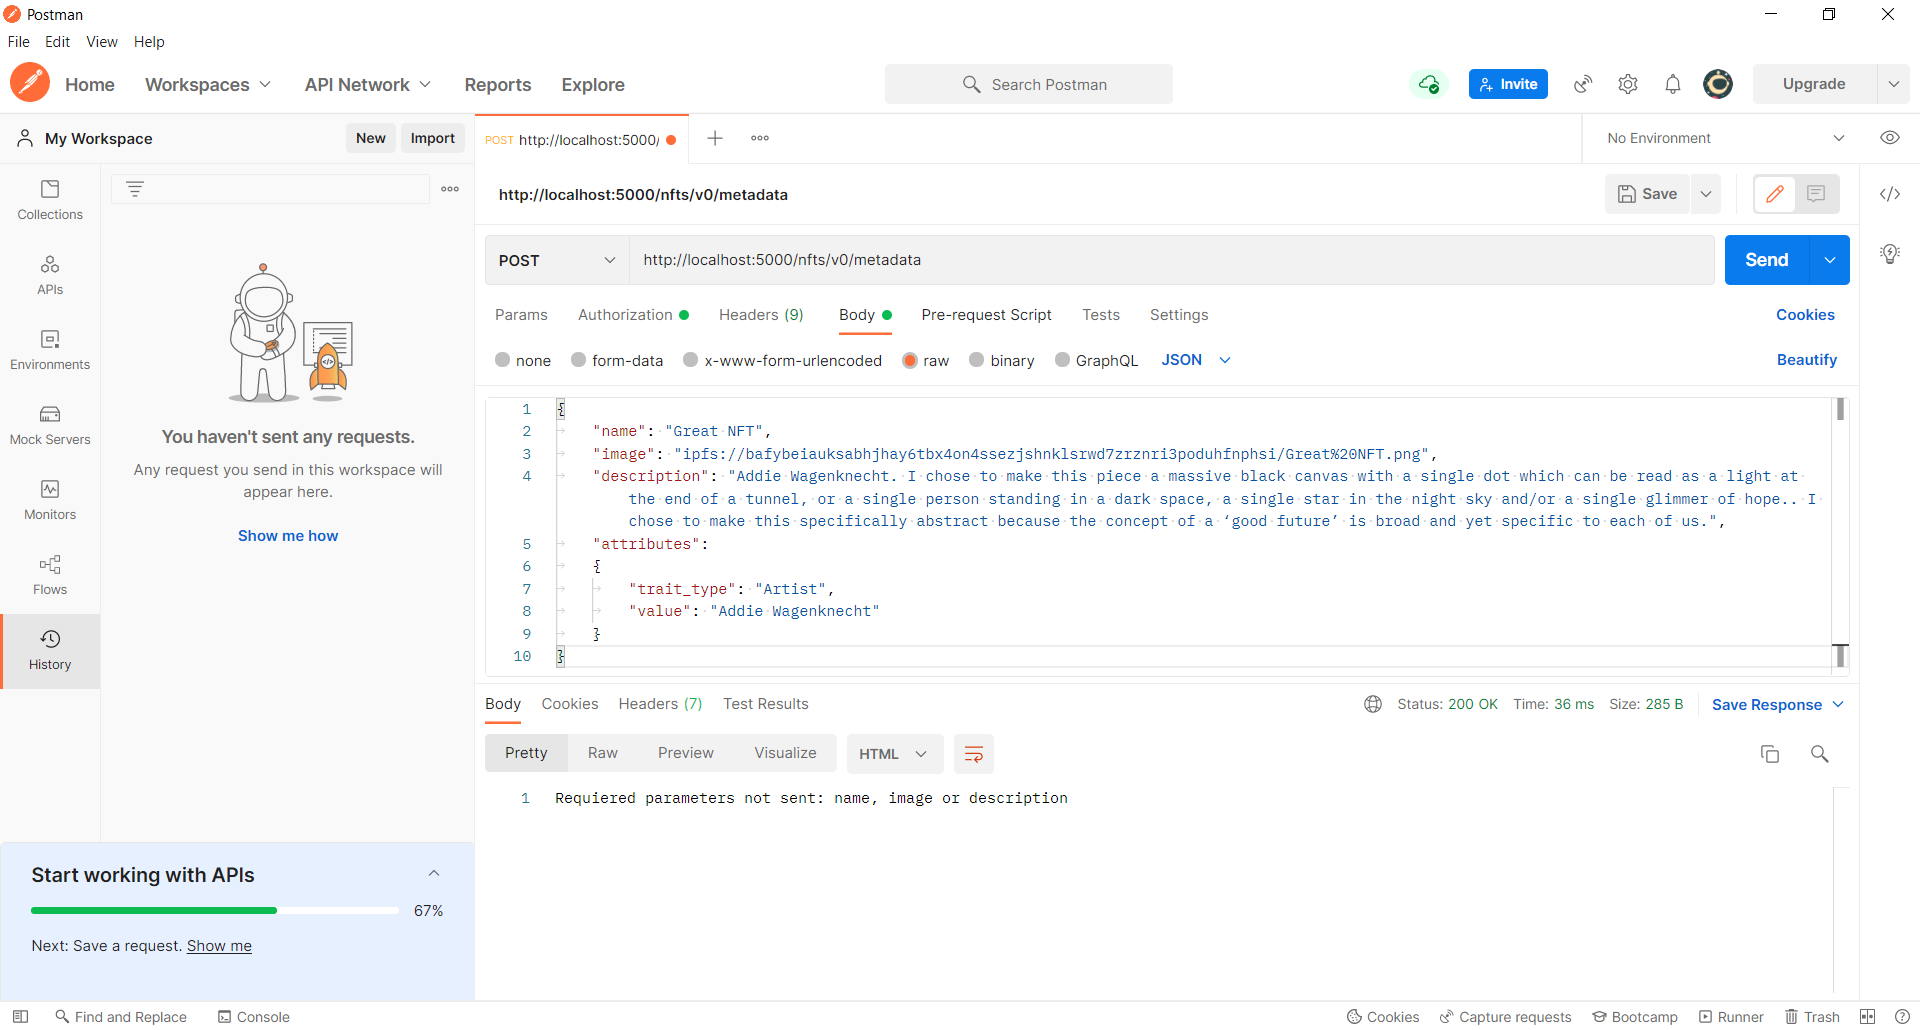 Postman
File Edit View Help
Home Workspaces API Network Reports Explore
Search Postman
Invite
Upgrade
My Workspace
New Import
POST http://localhost:5000/
No Environment
Collections
APIs
Environments
Mock Servers
Monitors
Flows
History
You haven't sent any requests.
Any request you send in this workspace will
appear here.
Show me how
Start working with APIs
67%
Next: Save a request. Show me
http://localhost:5000/nfts/v0/metadata
Save
POST http://localhost:5000/nfts/v0/metadata
Send
Params Authorization Headers (9) Body Pre-request Script Tests Settings Cookies
none form-data x-www-form-urlencoded raw binary GraphQL JSON Beautify
1 {
2 "name": "Great NFT",
3 "image": "ipfs://bafybeiauksabhjhay6tbx4on4ssezjshnklsrwd7zrznri3poduhfnphsi/Great%20NFT.png",
4 "description": "Addie Wagenknecht. I chose to make this piece a massive black canvas with a single dot which can be read as a light at
the end of a tunnel, or a single person standing in a dark space, a single star in the night sky and/or a single glimmer of hope.. I
chose to make this specifically abstract because the concept of a ‘good future’ is broad and yet specific to each of us.",
5 "attributes":
6 {
7 "trait_type": "Artist",
8 "value": "Addie Wagenknecht"
9 }
10 }
Body Cookies Headers (7) Test Results
Status: 200 OK Time: 36 ms Size: 285 B Save Response
Pretty Raw Preview Visualize HTML
1 Requiered parameters not sent: name, image or description
Find and Replace Console
Cookies Capture requests Bootcamp Runner Trash